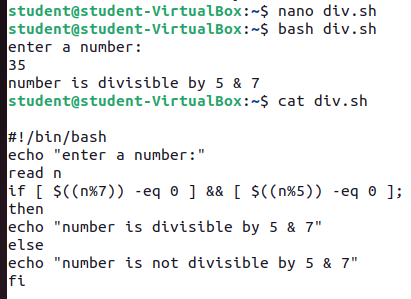 student@student-VirtualBox:~$ nano div.sh
student@student-VirtualBox:~$ bash div.sh
enter a number:
35
number is divisible by 5 & 7
student@student-VirtualBox:~$ cat div.sh

#!/bin/bash
echo "enter a number:"
read n
if [ $((n%7)) -eq 0 ] && [ $((n%5)) -eq 0 ];
then
echo "number is divisible by 5 & 7"
else
echo "number is not divisible by 5 & 7"
fi